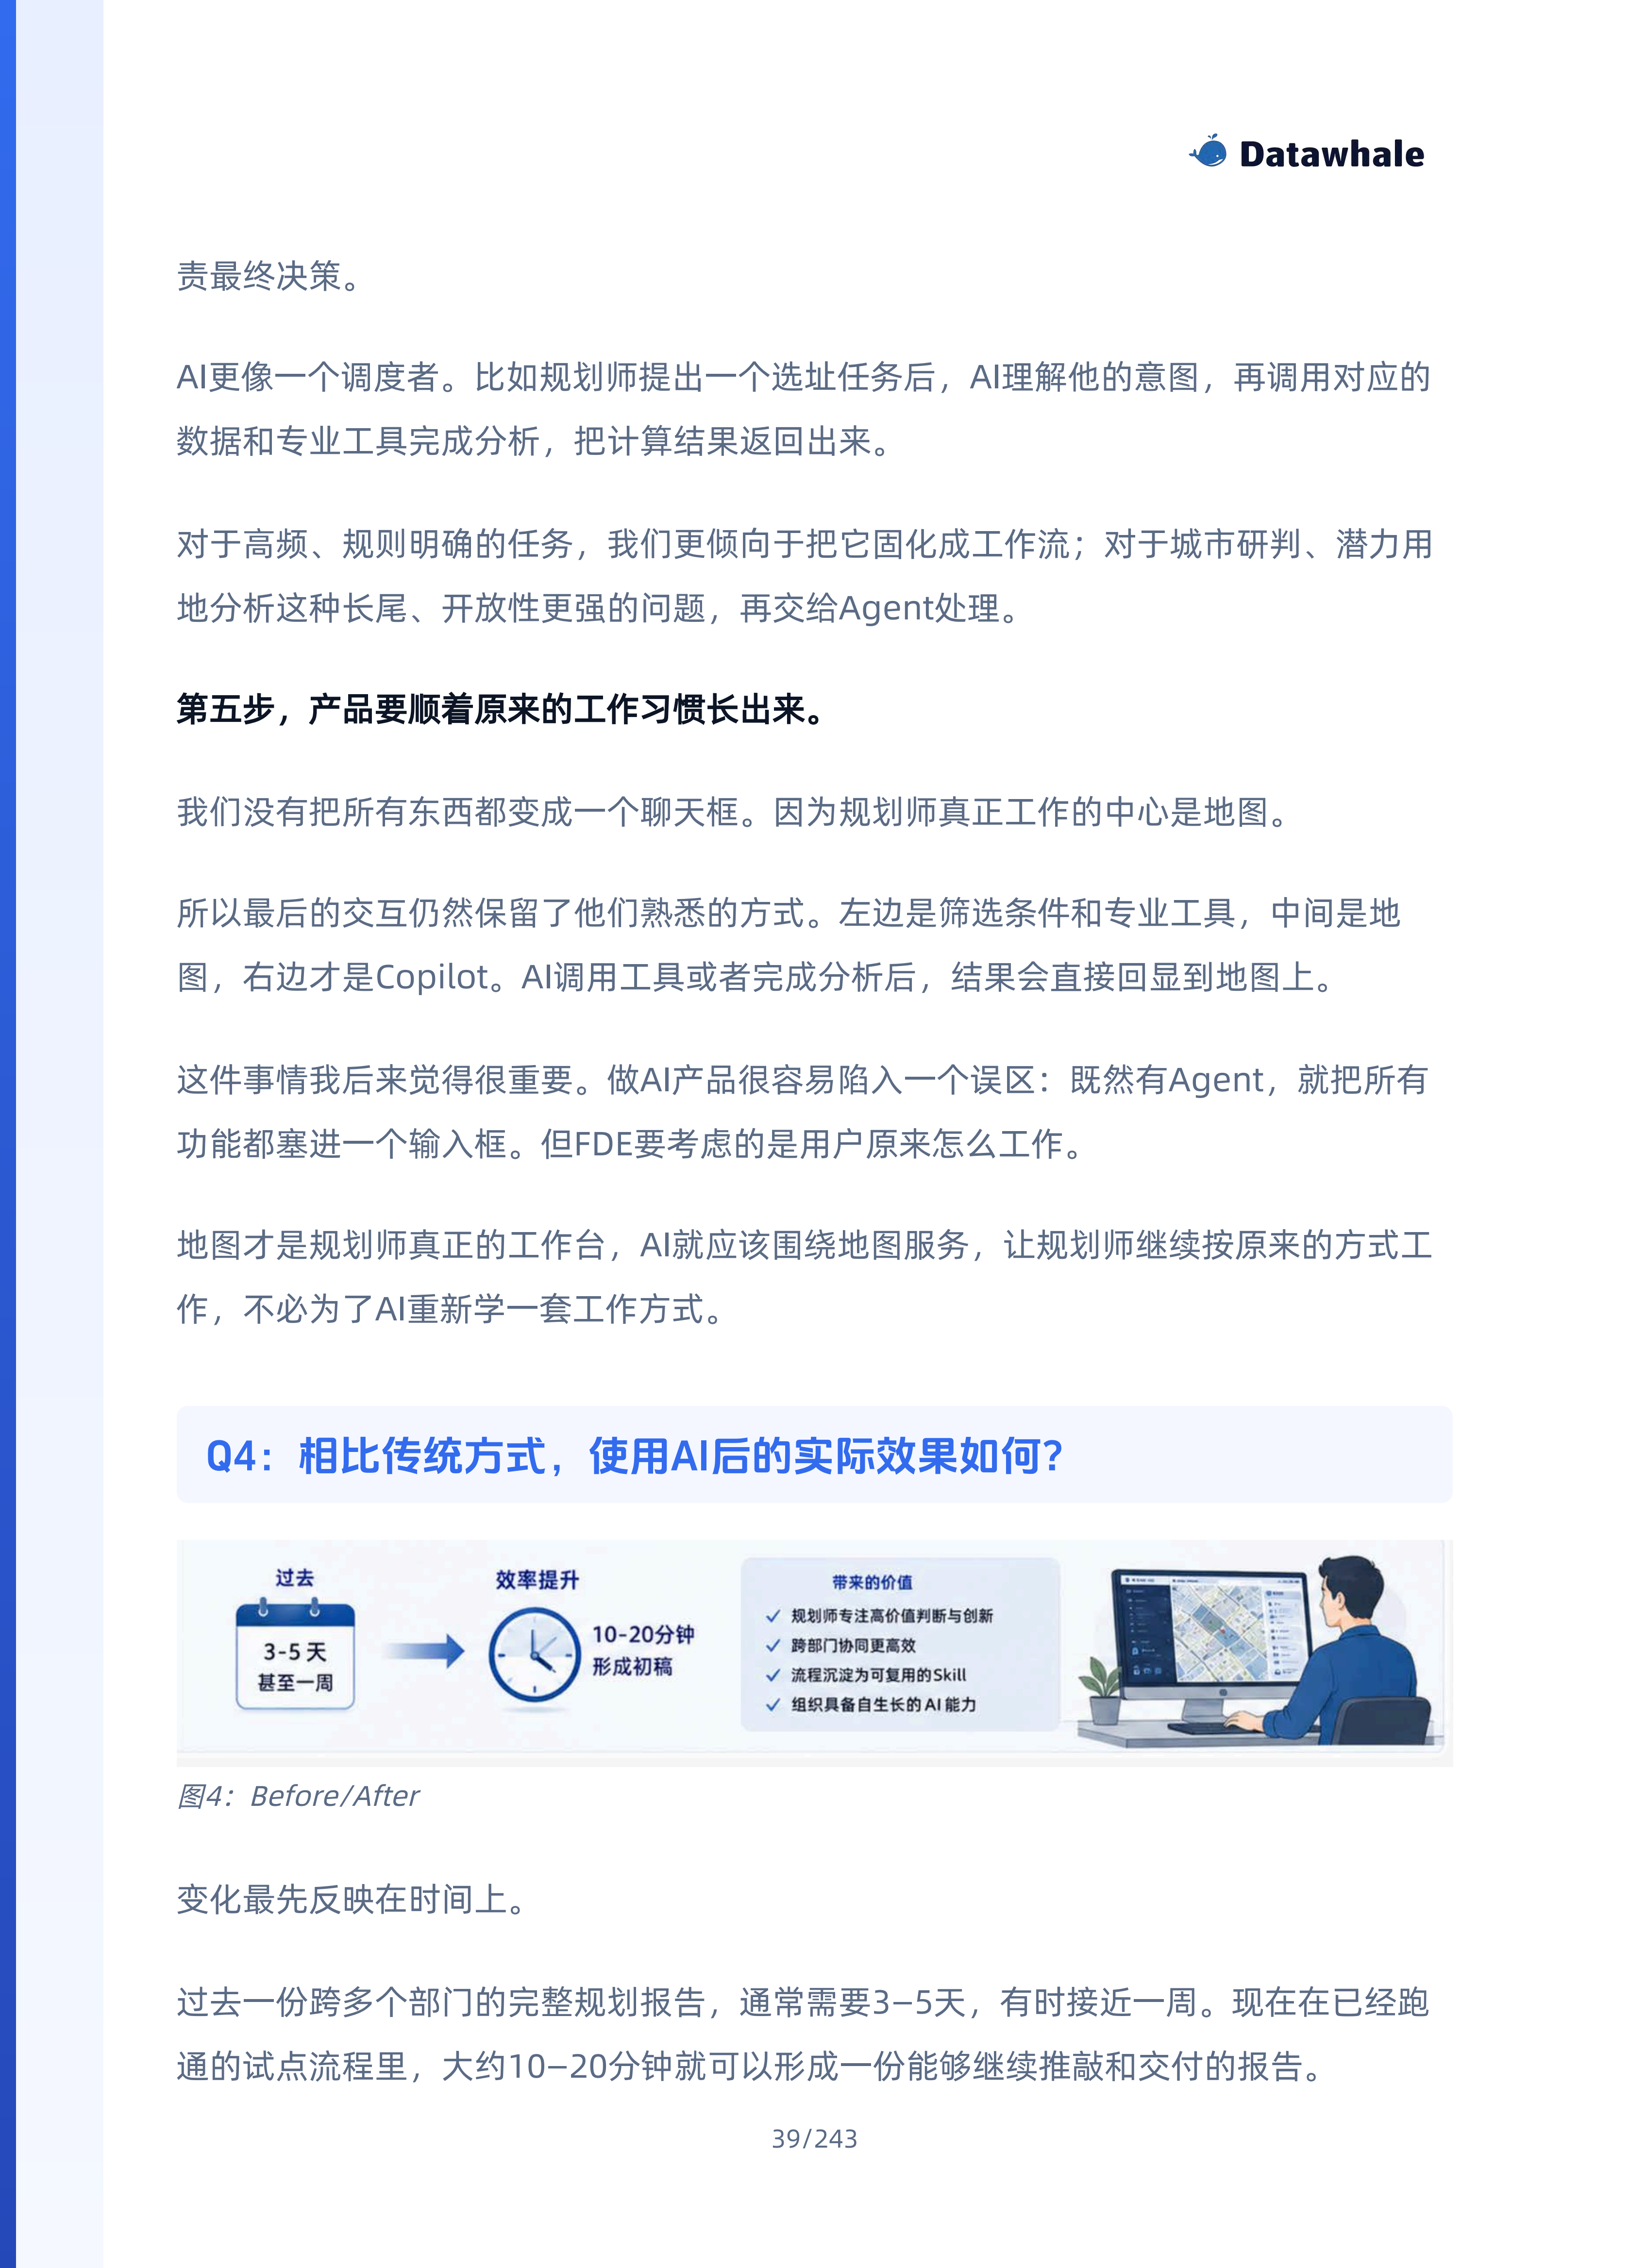 Datawhale
责最终决策。
AI更像一个调度者。比如规划师提出一个选址任务后，AI理解他的意图，再调用对应的
数据和专业工具完成分析，把计算结果返回出来。
对于高频、规则明确的任务，我们更倾向于把它固化成工作流；对于城市研判、潜力用
地分析这种长尾、开放性更强的问题，再交给Agent处理。
第五步，产品要顺着原来的工作习惯长出来。
我们没有把所有东西都变成一个聊天框。因为规划师真正工作的中心是地图。
所以最后的交互仍然保留了他们熟悉的方式。左边是筛选条件和专业工具，中间是地
图，右边才是Copilot。AI调用工具或者完成分析后，结果会直接回显到地图上。
这件事情我后来觉得很重要。做AI产品很容易陷入一个误区：既然有Agent，就把所有
功能都塞进一个输入框。但FDE要考虑的是用户原来怎么工作。
地图才是规划师真正的工作台，AI就应该围绕地图服务，让规划师继续按原来的方式工
作，不必为了AI重新学一套工作方式。
Q4：相比传统方式，使用AI后的实际效果如何？
过去
3-5 天
甚至一周
效率提升
10-20分钟
形成初稿
带来的价值
✓ 规划师专注高价值判断与创新
✓ 跨部门协同更高效
✓ 流程沉淀为可复用的Skill
✓ 组织具备自生长的 AI 能力
图4：Before/After
变化最先反映在时间上。
过去一份跨多个部门的完整规划报告，通常需要3–5天，有时接近一周。现在在已经跑
通的试点流程里，大约10–20分钟就可以形成一份能够继续推敲和交付的报告。
39/243